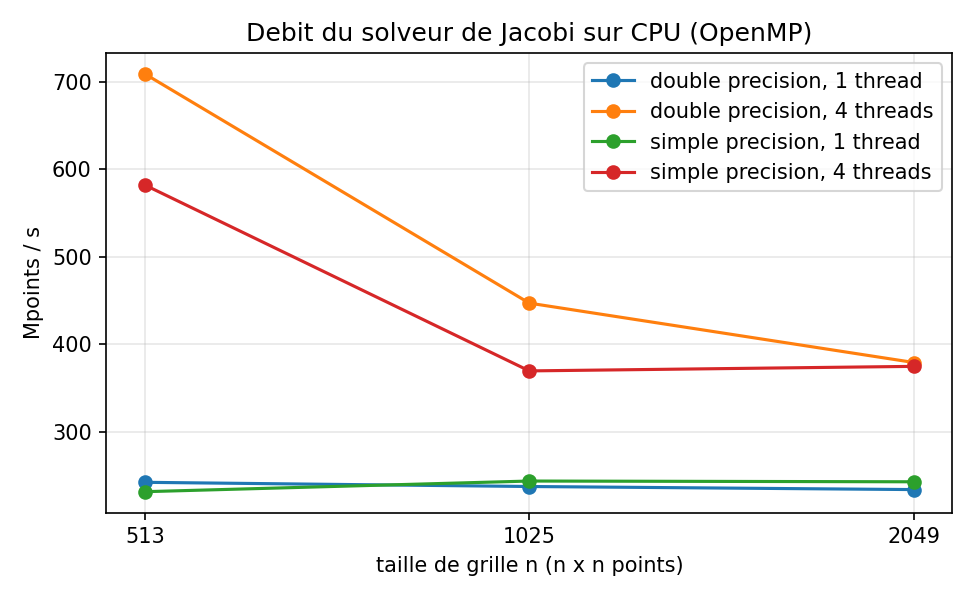 Debit du solveur de Jacobi sur CPU (OpenMP)
double precision, 1 thread
double precision, 4 threads
simple precision, 1 thread
simple precision, 4 threads
Mpoints / s
700
600
500
400
300
513
1025
2049
taille de grille n (n x n points)